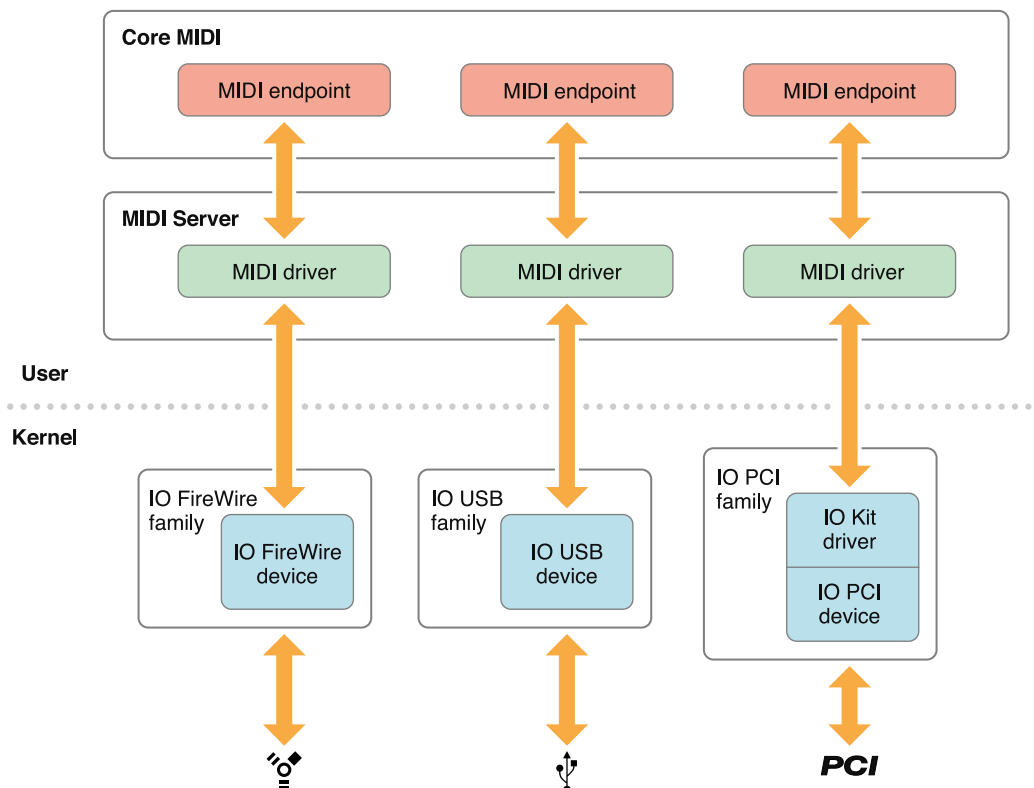 Core MIDI
MIDI endpoint
MIDI endpoint
MIDI endpoint
MIDI Server
MIDI driver
MIDI driver
MIDI driver
User
Kernel
IO FireWire
family
IO FireWire
device
IO USB
family
IO USB
device
IO PCI
family
IO Kit
driver
IO PCI
device
PCI